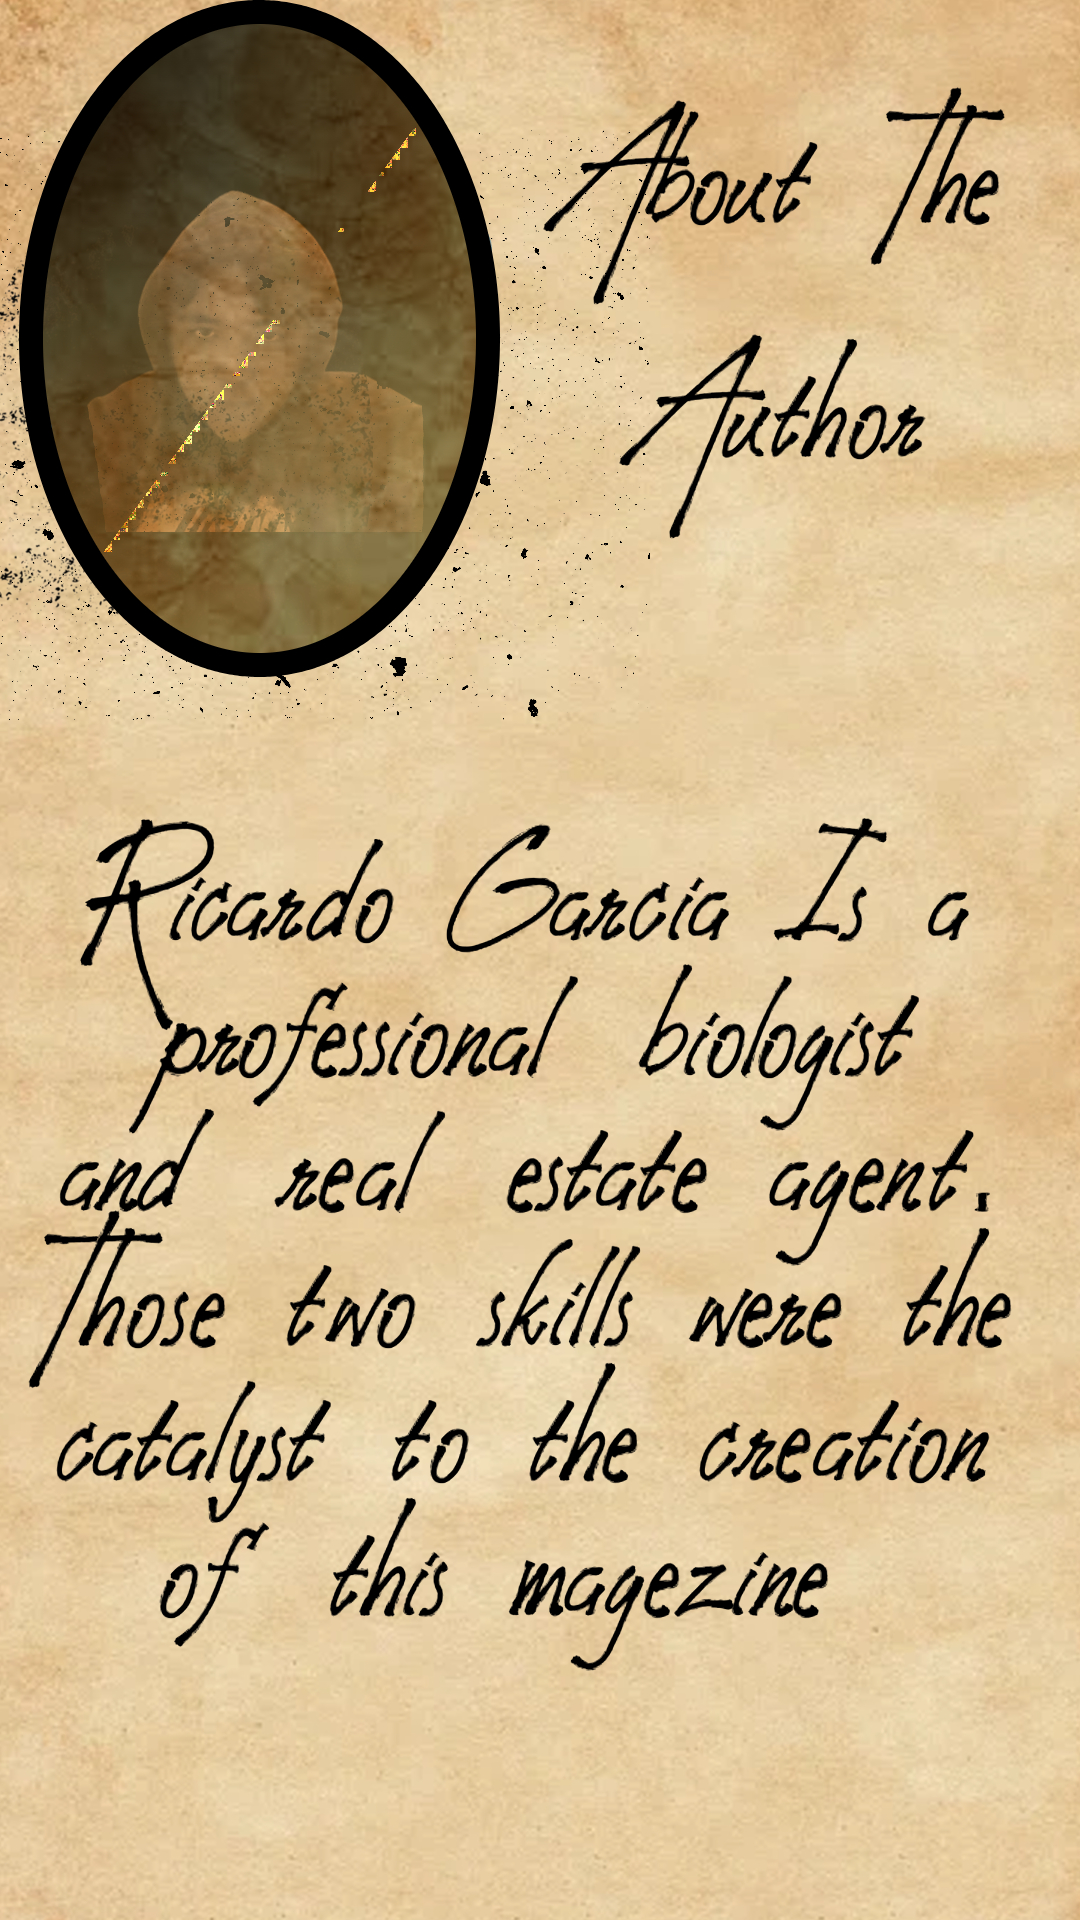 About The
Author
Ricardo Garcia Is a
professional biologist
and real estate agent.
Those two skills were the
catalyst to the creation
of this magezine